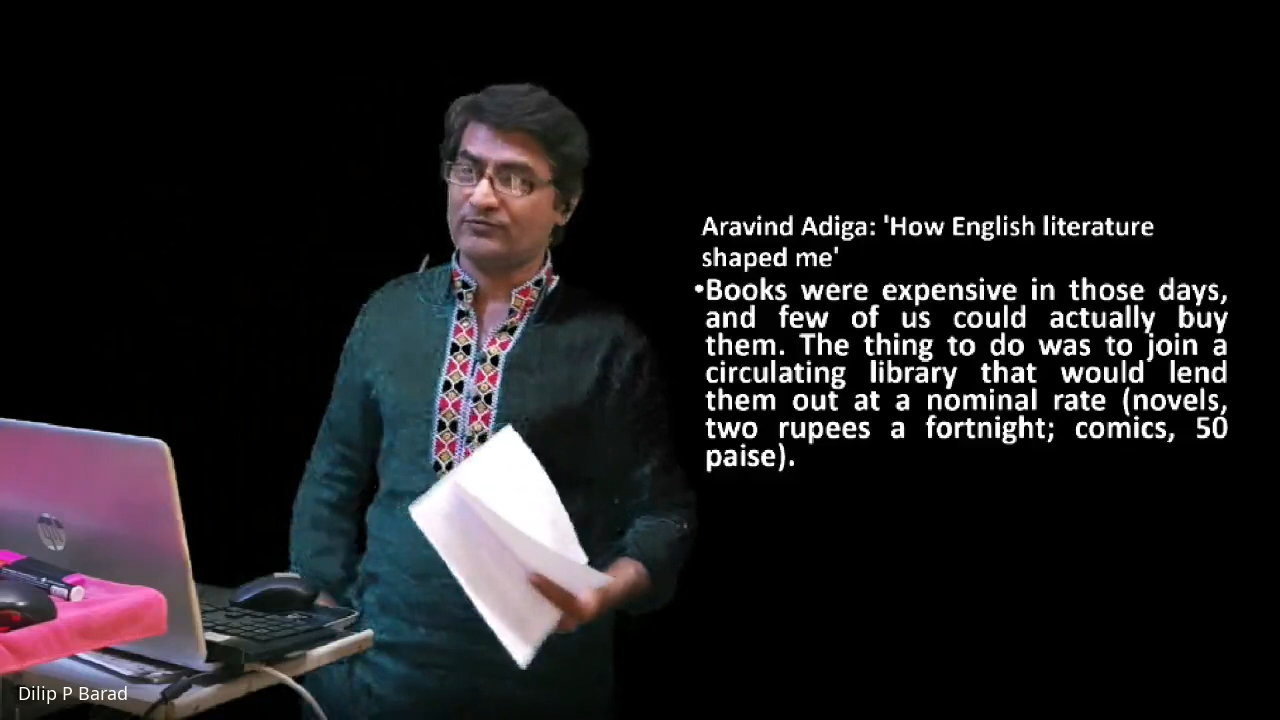 Aravind Adiga: 'How English literature
shaped me'
•Books were expensive in those days,
and few of us could actually buy
them. The thing to do was to join a
circulating library that would lend
them out at a nominal rate (novels,
two rupees a fortnight; comics, 50
paise).
hp
Dilip P Barad